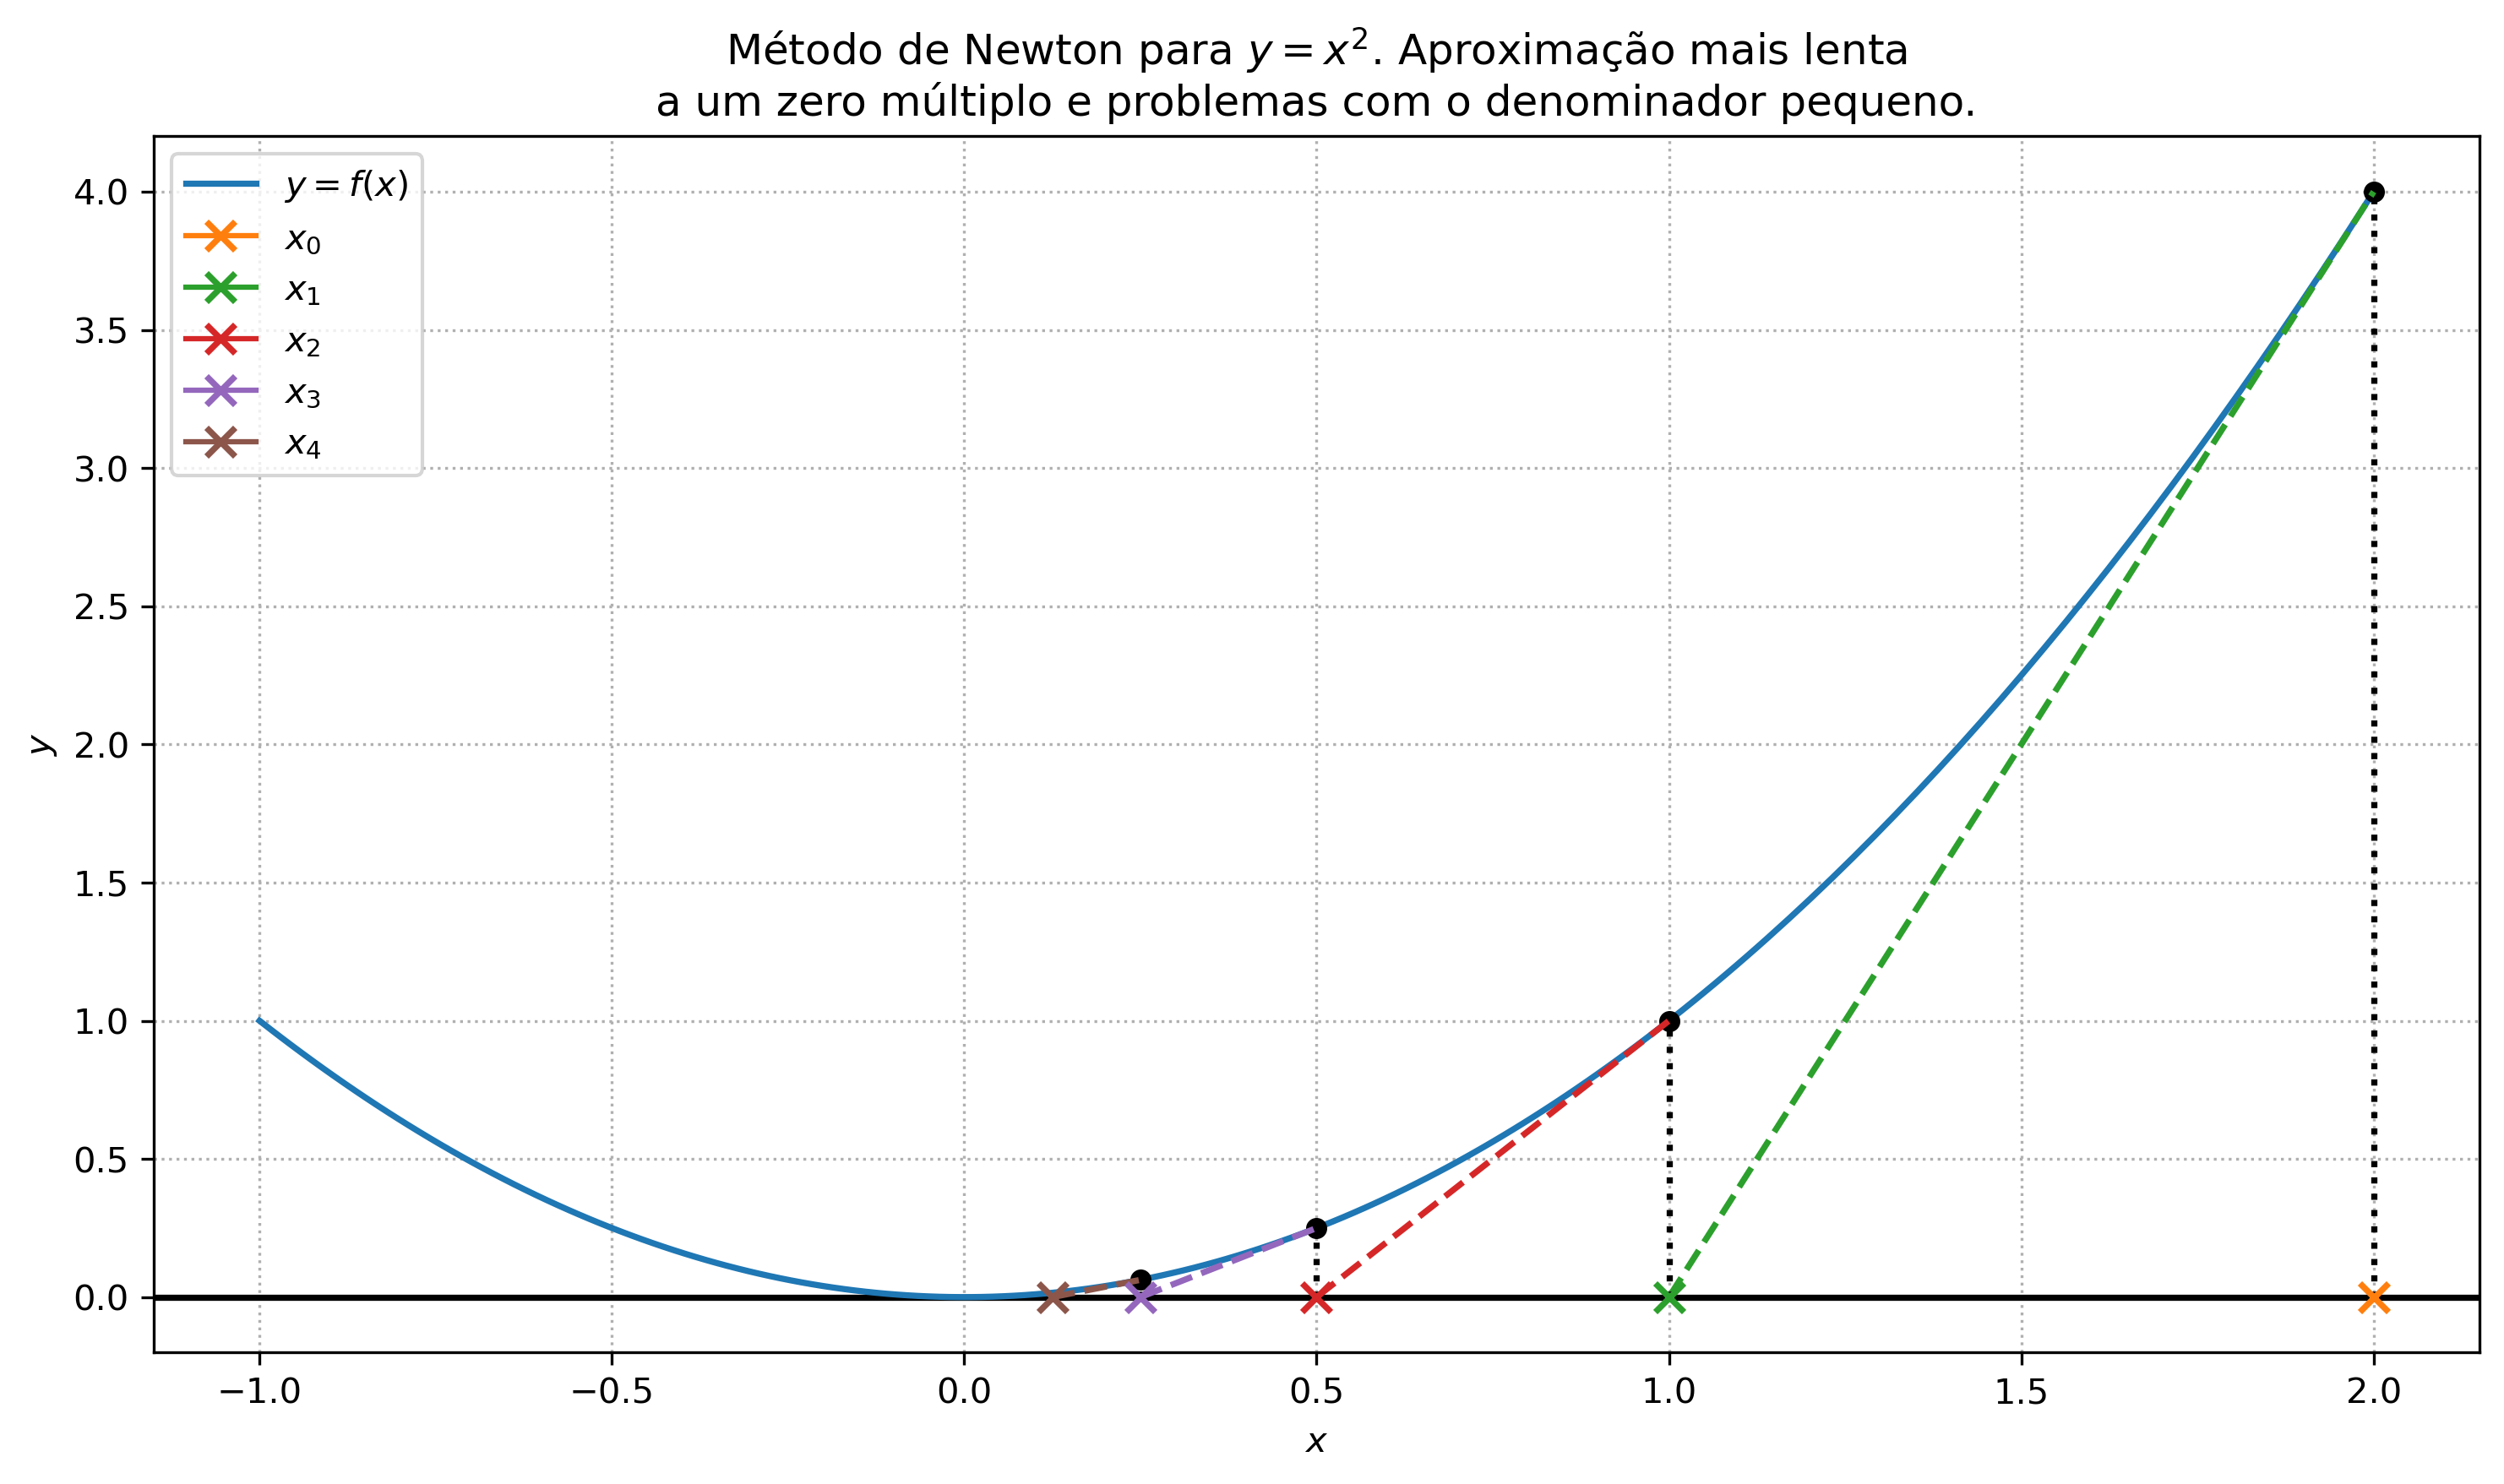 Método de Newton para y = x². Aproximação mais lenta
a um zero múltiplo e problemas com o denominador pequeno.
y = f(x)
x₀
x₁
x₂
x₃
x₄
4.0
3.5
3.0
2.5
2.0
1.5
1.0
0.5
0.0
y
−1.0 −0.5 0.0 0.5 1.0 1.5 2.0
x